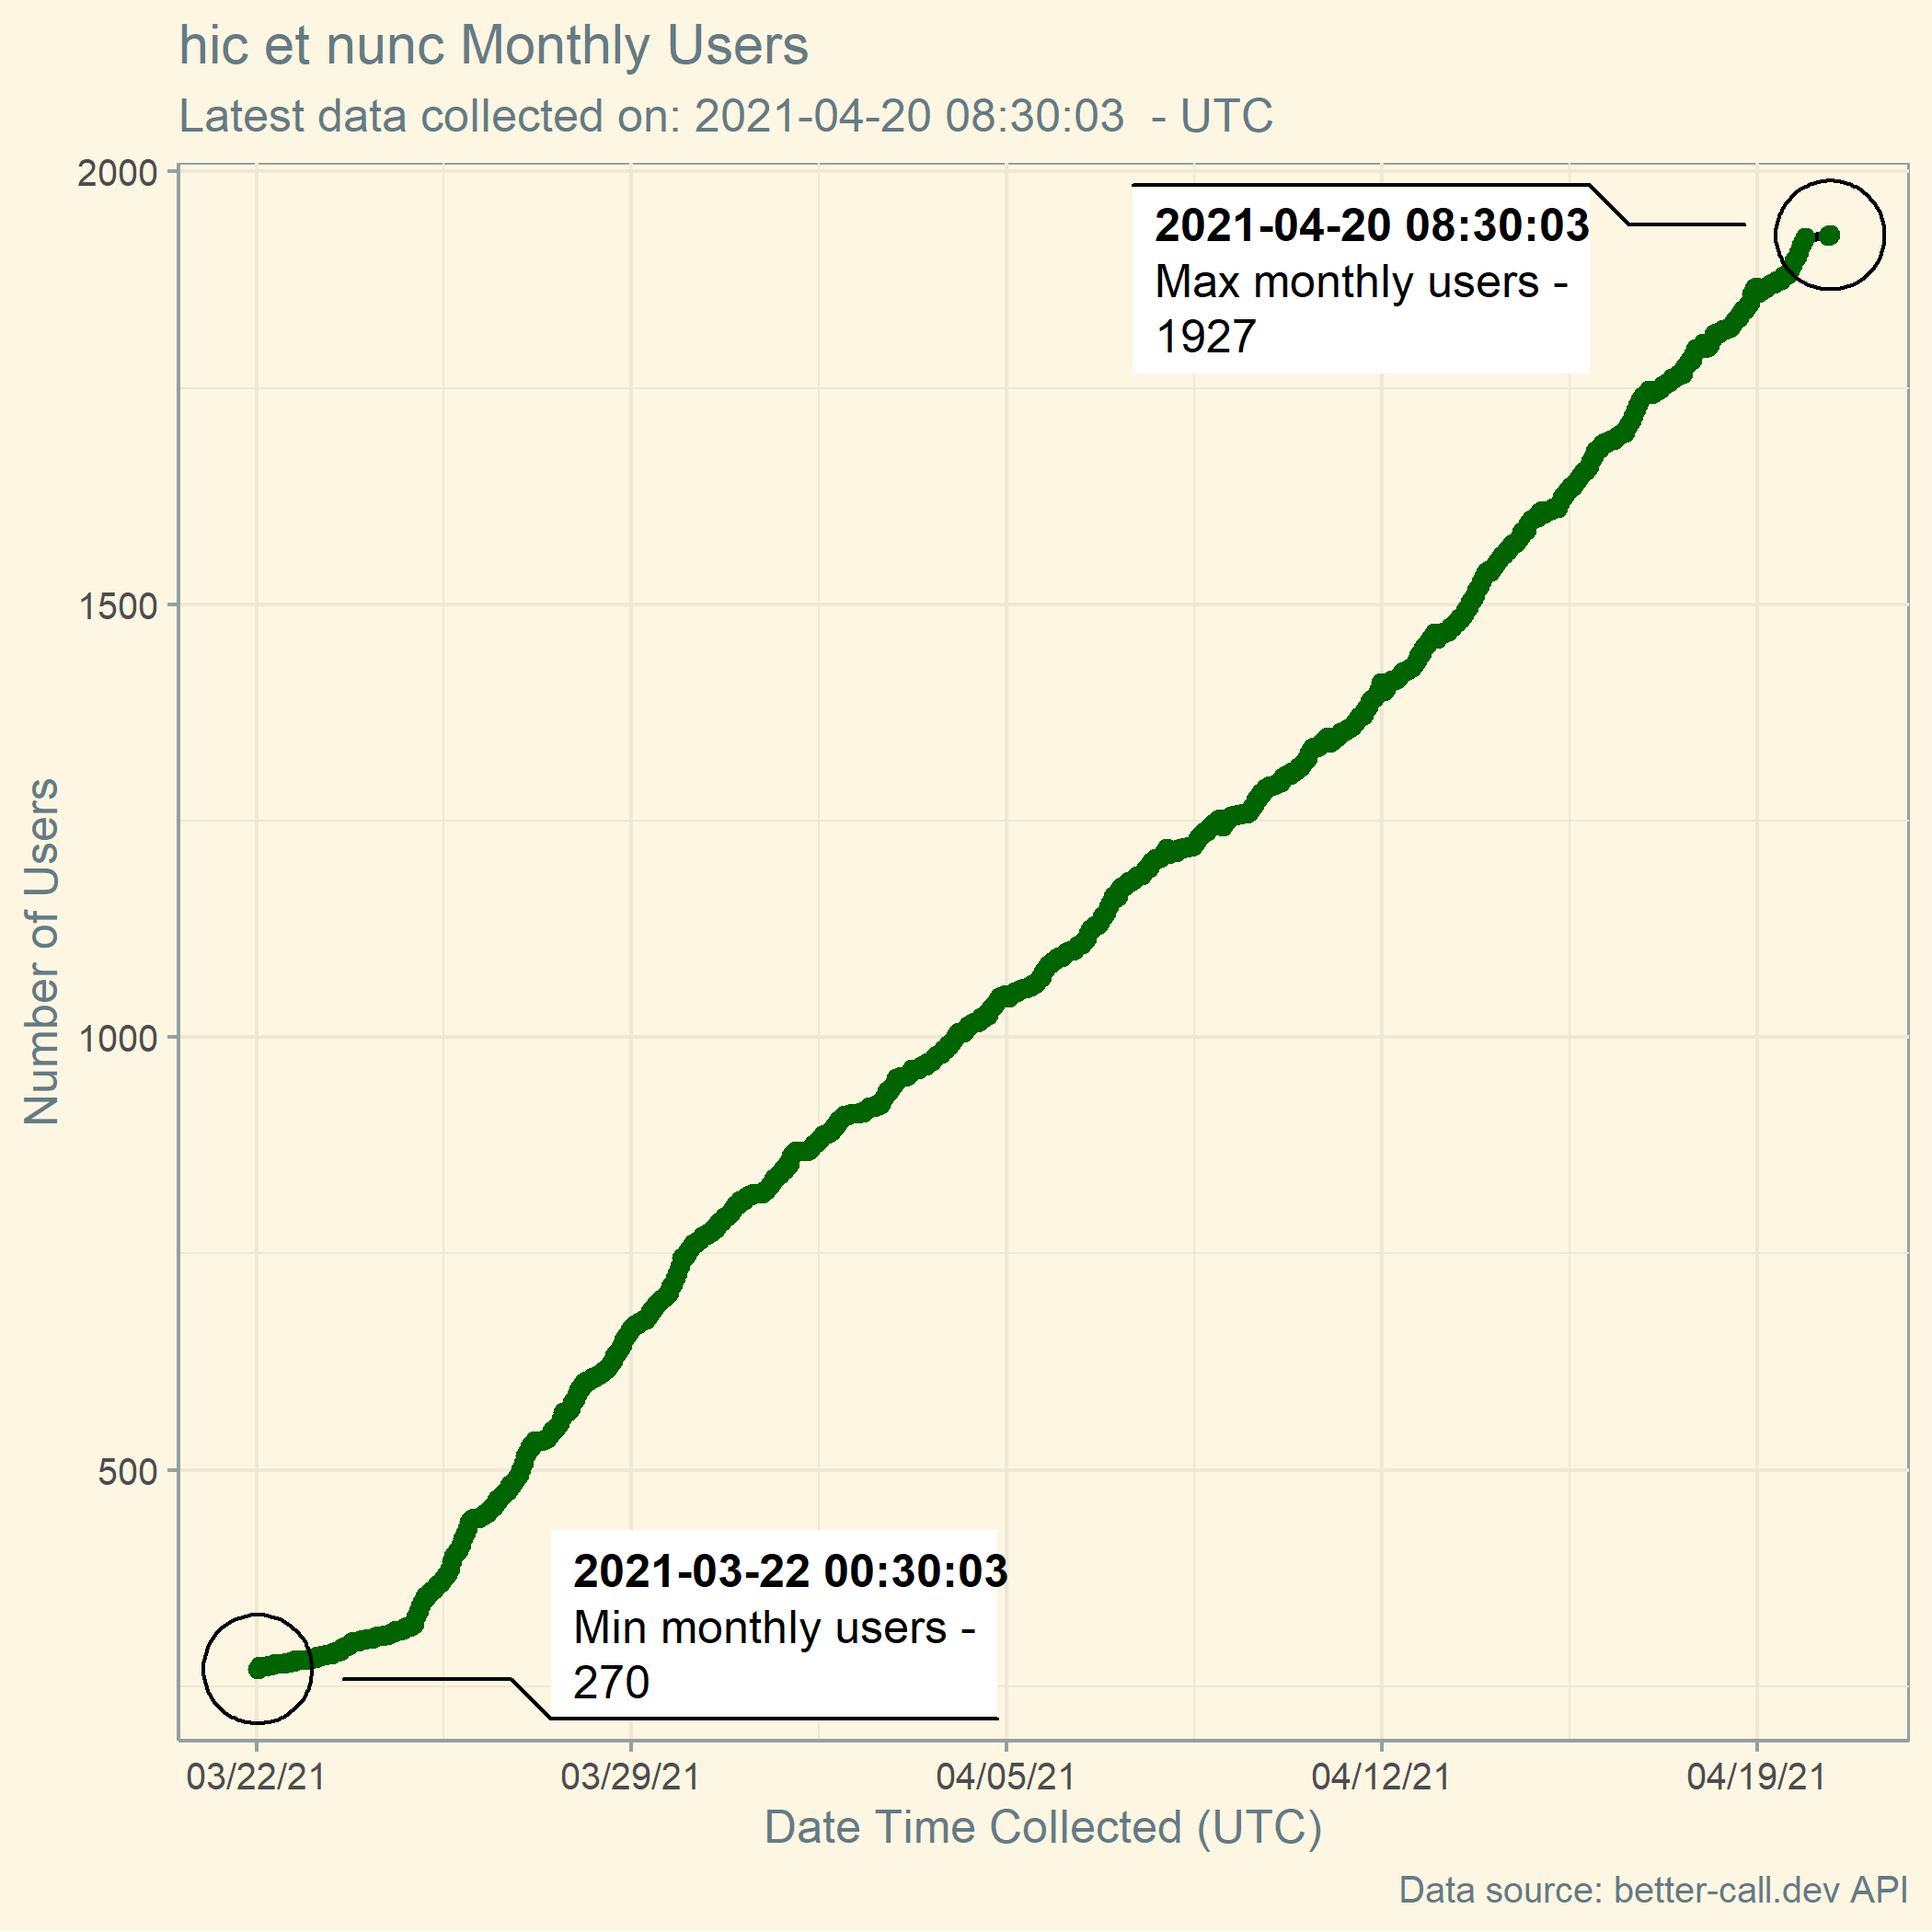 hic et nunc Monthly Users
Latest data collected on: 2021-04-20 08:30:03  - UTC
2000
2021-04-20 08:30:03
Max monthly users -
1927
1500
Number of Users
1000
500
2021-03-22 00:30:03
Min monthly users -
270
03/22/21 03/29/21 04/05/21 04/12/21 04/19/21
Date Time Collected (UTC)
Data source: better-call.dev API